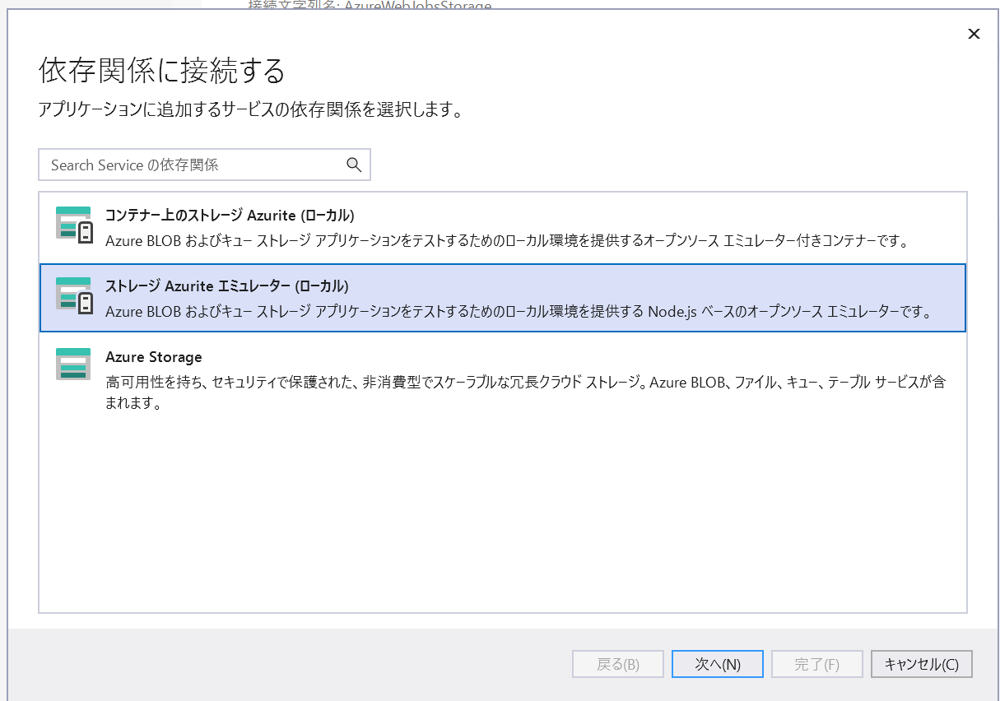 接続文字列名: AzureWebJobsStorage
依存関係に接続する
アプリケーションに追加するサービスの依存関係を選択します。
Search Service の依存関係
コンテナー上のストレージ Azurite (ローカル)
Azure BLOB およびキュー ストレージ アプリケーションをテストするためのローカル環境を提供するオープンソース エミュレーター付きコンテナーです。
ストレージ Azurite エミュレーター (ローカル)
Azure BLOB およびキュー ストレージ アプリケーションをテストするためのローカル環境を提供する Node.js ベースのオープンソース エミュレーターです。
Azure Storage
高可用性を持ち、セキュリティで保護された、非消費型でスケーラブルな冗長クラウド ストレージ。Azure BLOB、ファイル、キュー、テーブル サービスが含
まれます。
戻る(B)
次へ(N)
完了(F)
キャンセル(C)